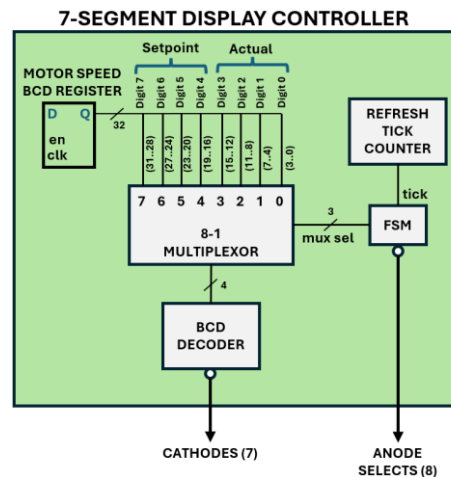 7-SEGMENT DISPLAY CONTROLLER
Setpoint
Actual
MOTOR SPEED
BCD REGISTER
Digit 7
Digit 6
Digit 5
Digit 4
Digit 3
Digit 2
Digit 1
Digit 0
D Q
en
clk
32
(31..28)
(27..24)
(23..20)
(19..16)
(15..12)
(11..8)
(7..4)
(3..0)
REFRESH
TICK
COUNTER
tick
7 6 5 4 3 2 1 0
8-1
MULTIPLEXOR
3
mux sel
FSM
4
BCD
DECODER
CATHODES (7)
ANODE
SELECTS (8)